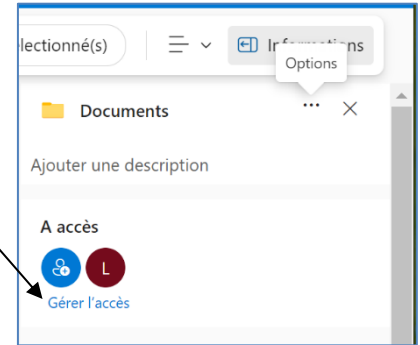 lectionné(s)
Informations
Options
Documents
...
Ajouter une description
A accès
L
Gérer l'accès